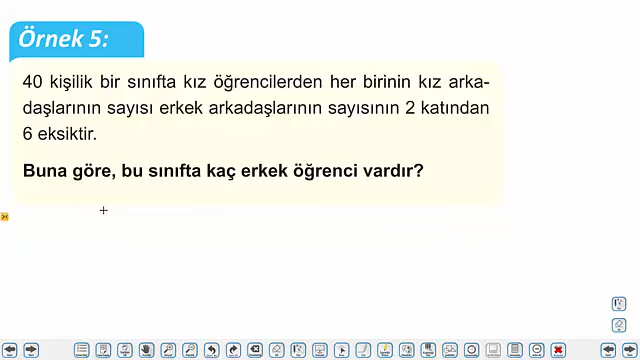 Örnek 5:
40 kişilik bir sınıfta kız öğrencilerden her birinin kız arka-
daşlarının sayısı erkek arkadaşlarının sayısının 2 katından
6 eksiktir.
Buna göre, bu sınıfta kaç erkek öğrenci vardır?